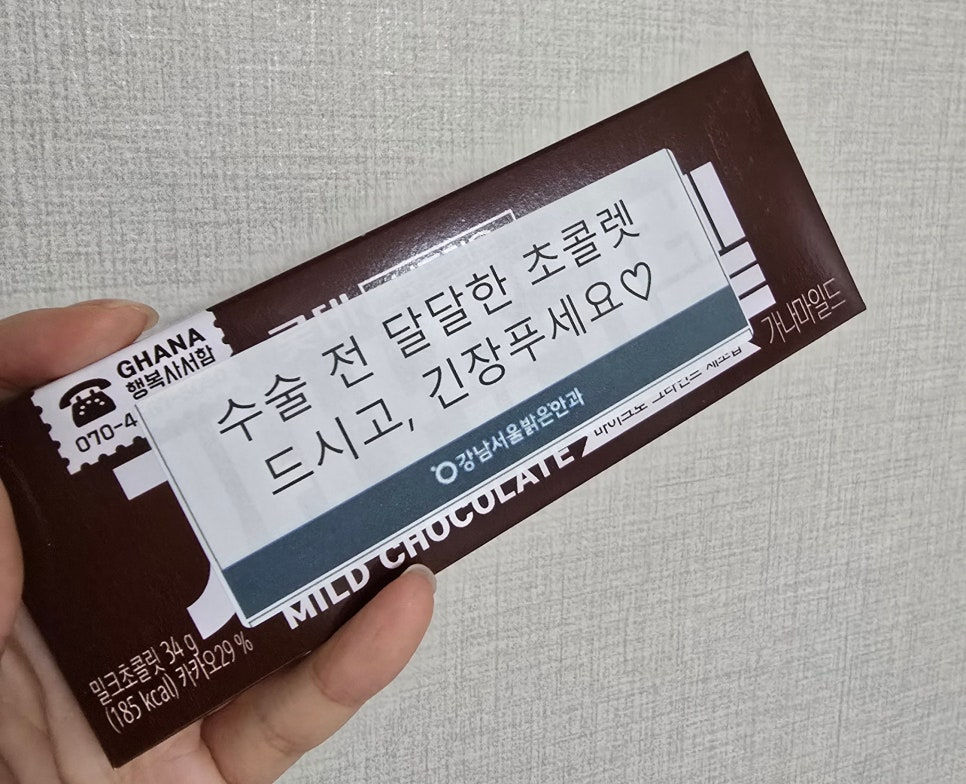 GHANA
행복사서함
070-4
수술 전 달달한 초콜렛
드시고, 긴장푸세요♡
강남서울밝은안과
가나마일드
MILD CHOCOLATE
밀크초콜릿 34 g
(185 kcal) 카카오29 %